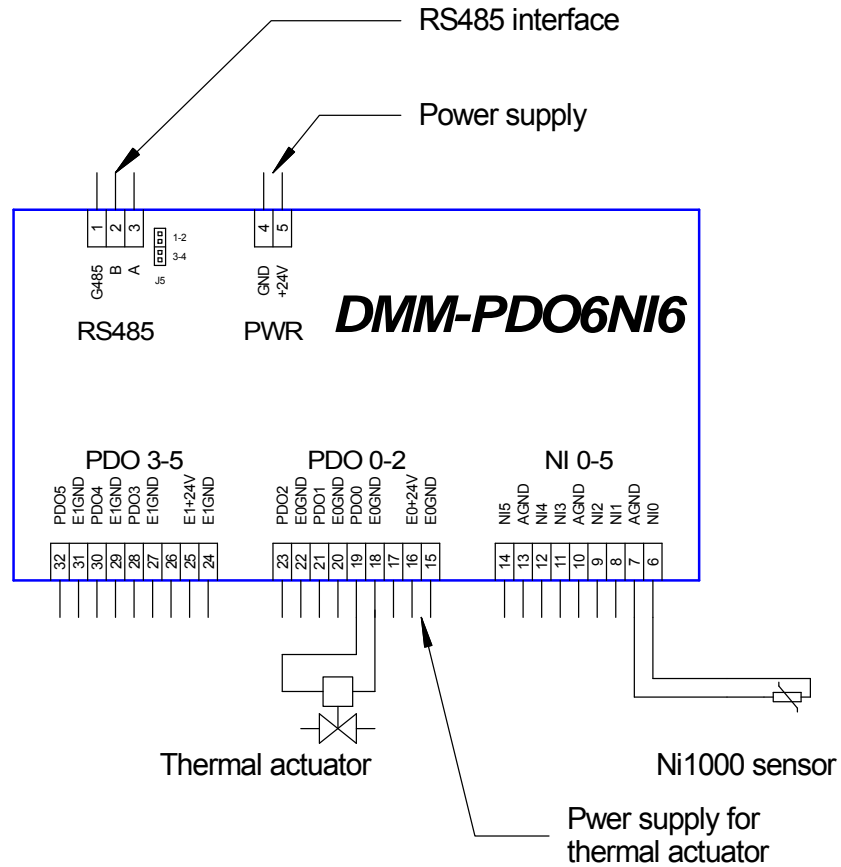 RS485 interface
Power supply
1 2 3
4 5
1-2
3-4
J5
G485 B A
GND +24V
RS485
PWR
DMM-PDO6NI6
PDO 3-5
PDO 0-2
NI 0-5
PDO5 E1GND PDO4 E1GND PDO3 E1GND E1+24V E1GND
PDO2 E0GND PDO1 E0GND PDO0 E0GND E0+24V E0GND
NI5 AGND NI4 NI3 AGND NI2 NI1 AGND NI0
32 31 30 29 28 27 26 25 24
23 22 21 20 19 18 17 16 15
14 13 12 11 10 9 8 7 6
Thermal actuator
Ni1000 sensor
Pwer supply for
thermal actuator